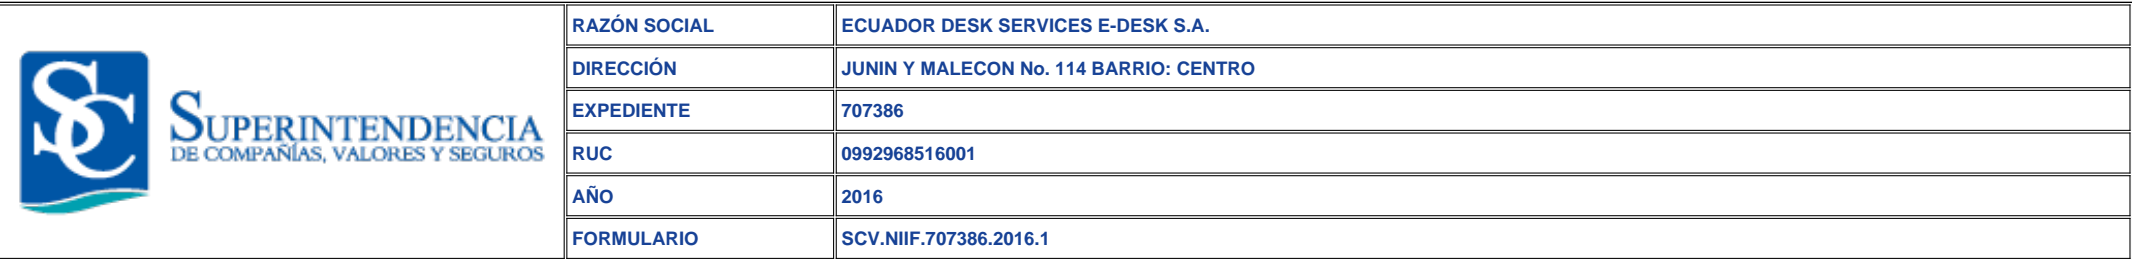 SC
SUPERINTENDENCIA
DE COMPAÑÍAS, VALORES Y SEGUROS
RAZÓN SOCIAL ECUADOR DESK SERVICES E-DESK S.A.
DIRECCIÓN JUNIN Y MALECON No. 114 BARRIO: CENTRO
EXPEDIENTE 707386
RUC 0992968516001
AÑO 2016
FORMULARIO SCV.NIIF.707386.2016.1